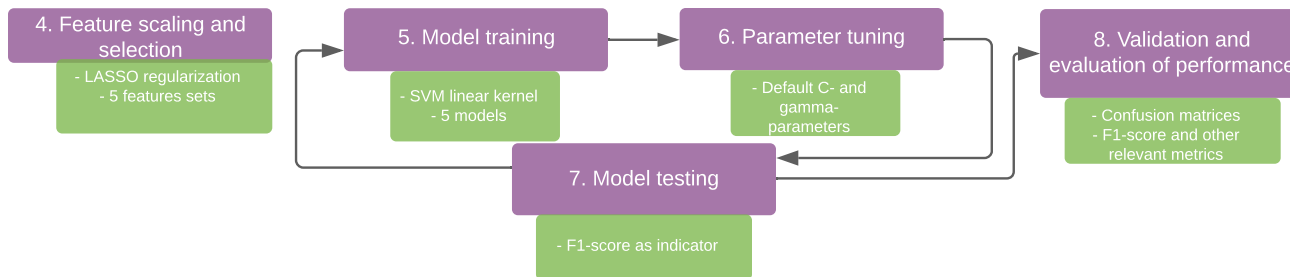 4. Feature scaling and
selection
- LASSO regularization
- 5 features sets
5. Model training
- SVM linear kernel
- 5 models
6. Parameter tuning
- Default C- and
gamma-
parameters
7. Model testing
- F1-score as indicator
8. Validation and
evaluation of performance
- Confusion matrices
- F1-score and other
relevant metrics